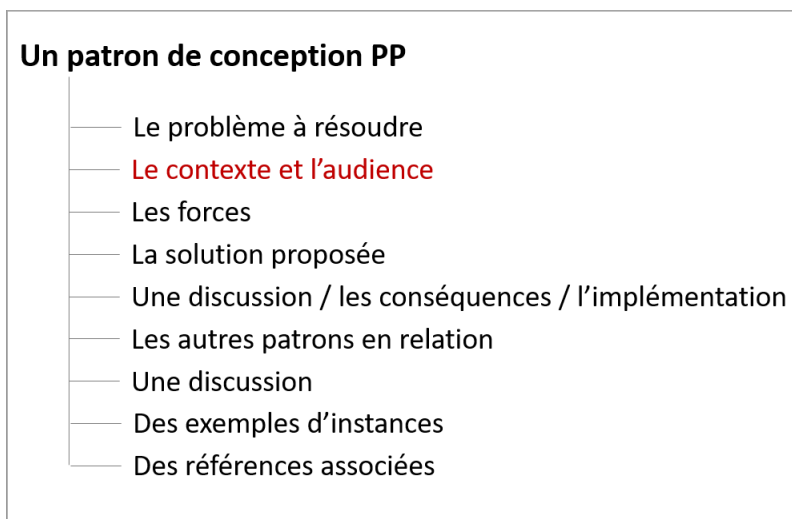 Un patron de conception PP
Le problème à résoudre
Le contexte et l’audience
Les forces
La solution proposée
Une discussion / les conséquences / l’implémentation
Les autres patrons en relation
Une discussion
Des exemples d’instances
Des références associées